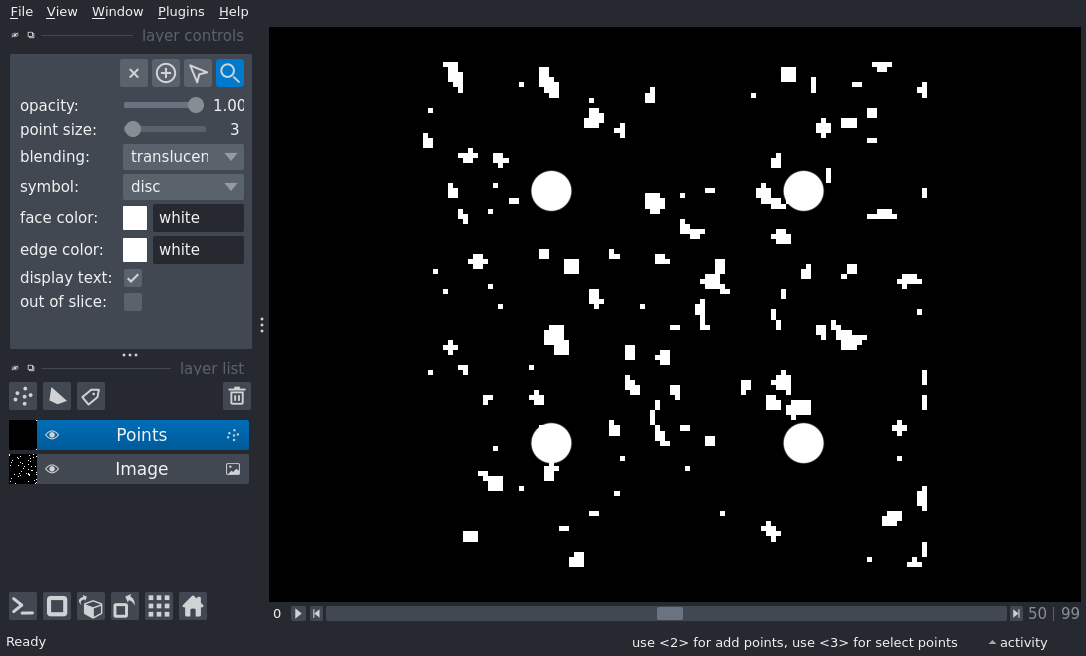 File View Window Plugins Help
layer controls
opacity: 1.00
point size: 3
blending: translucen
symbol: disc
face color: white
edge color: white
display text:
out of slice:
layer list
Points
Image
0 50 99
Ready use <2> for add points, use <3> for select points activity